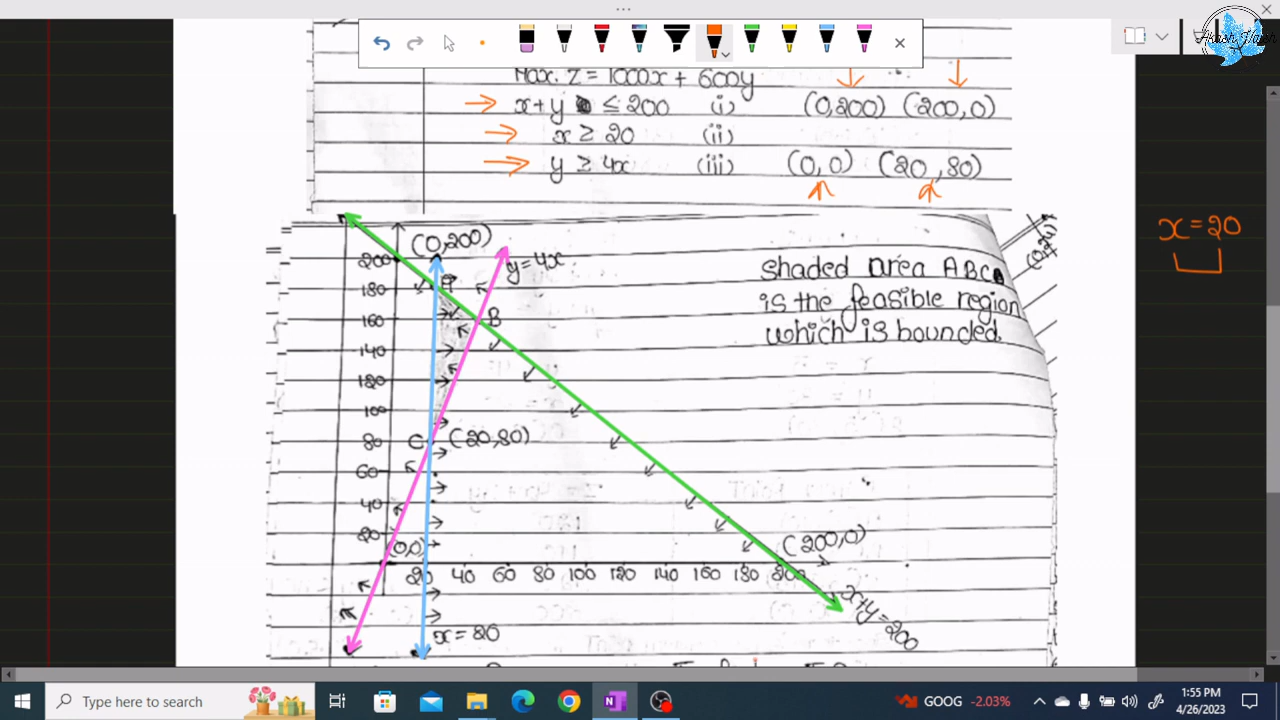 Max. Z = 1000x + 600y
x+y ≤ 200 (i) (0,200) (200,0)
x ≥ 20 (ii)
y ≥ 4x (iii) (0,0) (20,80)
x=20
(0,200)
y=4x
shaded area ABC
is the feasible region
which is bounded.
200
180
160
140
120
100
80
60
40
20
A
B
C
(20,80)
(0,0)
(200,0)
20 40 60 80 100 120 140 160 180 200
x+y=200
x=20
Type here to search
GOOG -2.03%
1:55 PM
4/26/2023